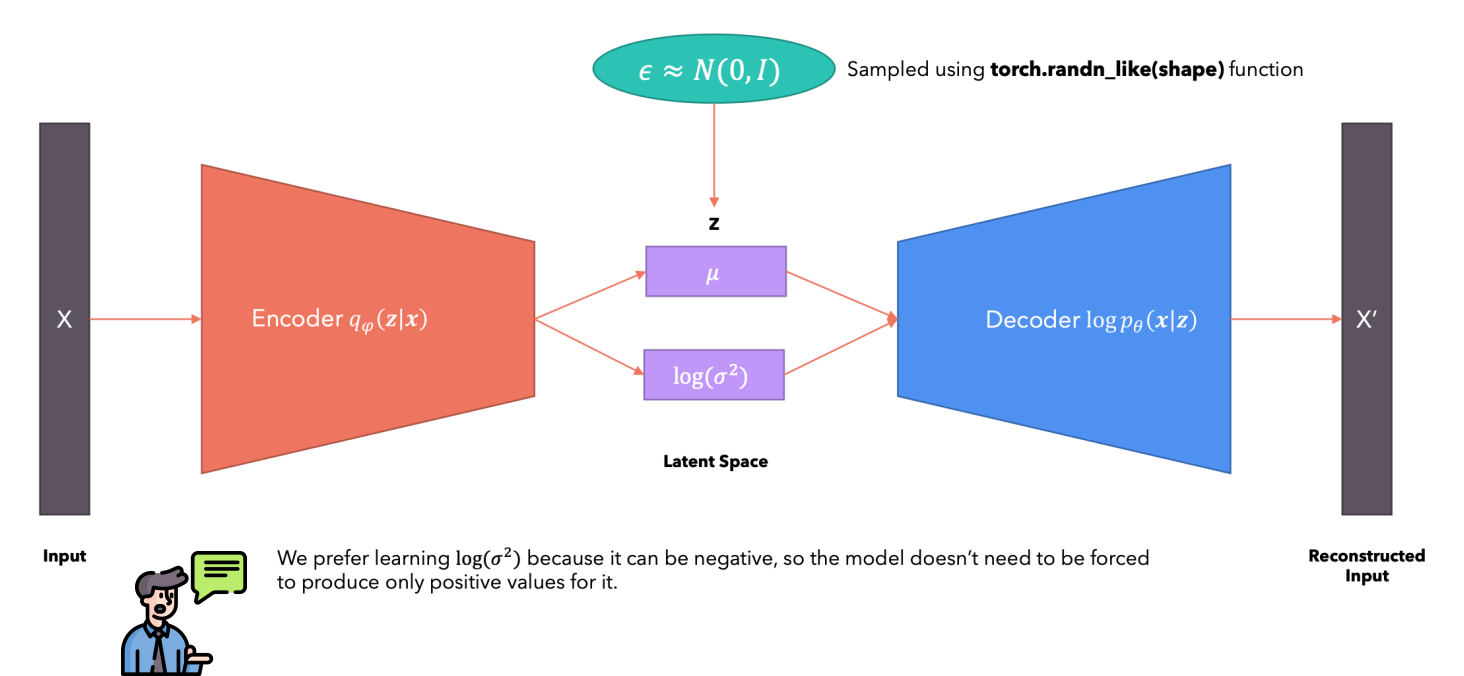 ϵ ≈ N(0, I)
Sampled using torch.randn_like(shape) function
z
X
Encoder qφ(z|x)
μ
log(σ²)
Decoder log pθ(x|z)
X′
Latent Space
Input
Reconstructed
Input
We prefer learning log(σ²) because it can be negative, so the model doesn’t need to be forced
to produce only positive values for it.